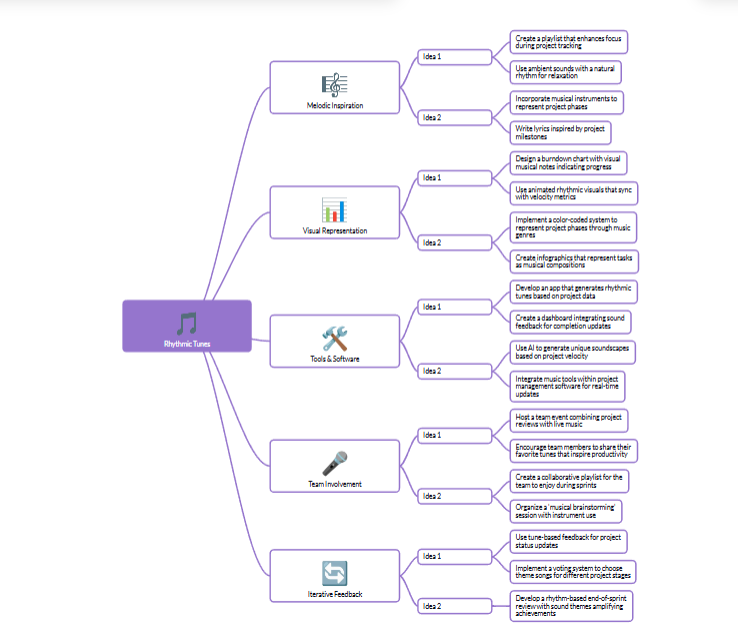 Rhythmic Tunes
Melodic Inspiration
Idea 1
Create a playlist that enhances focus
during project tracking
Use ambient sounds with a natural
rhythm for relaxation
Idea 2
Incorporate musical instruments to
represent project phases
Write lyrics inspired by project
milestones
Visual Representation
Idea 1
Design a burndown chart with visual
musical notes indicating progress
Use animated rhythmic visuals that sync
with velocity metrics
Idea 2
Implement a color-coded system to
represent project phases through music
genres
Create infographics that represent tasks
as musical compositions
Tools & Software
Idea 1
Develop an app that generates rhythmic
tunes based on project data
Create a dashboard integrating sound
feedback for completion updates
Idea 2
Use AI to generate unique soundscapes
based on project velocity
Integrate music tools within project
management software for real-time
updates
Team Involvement
Idea 1
Host a team event combining project
reviews with live music
Encourage team members to share their
favorite tunes that inspire productivity
Idea 2
Create a collaborative playlist for the
team to enjoy during sprints
Organize a 'musical brainstorming'
session with instrument use
Iterative Feedback
Idea 1
Use tune-based feedback for project
status updates
Implement a voting system to choose
theme songs for different project stages
Idea 2
Develop a rhythm-based end-of-sprint
review with sound themes amplifying
achievements